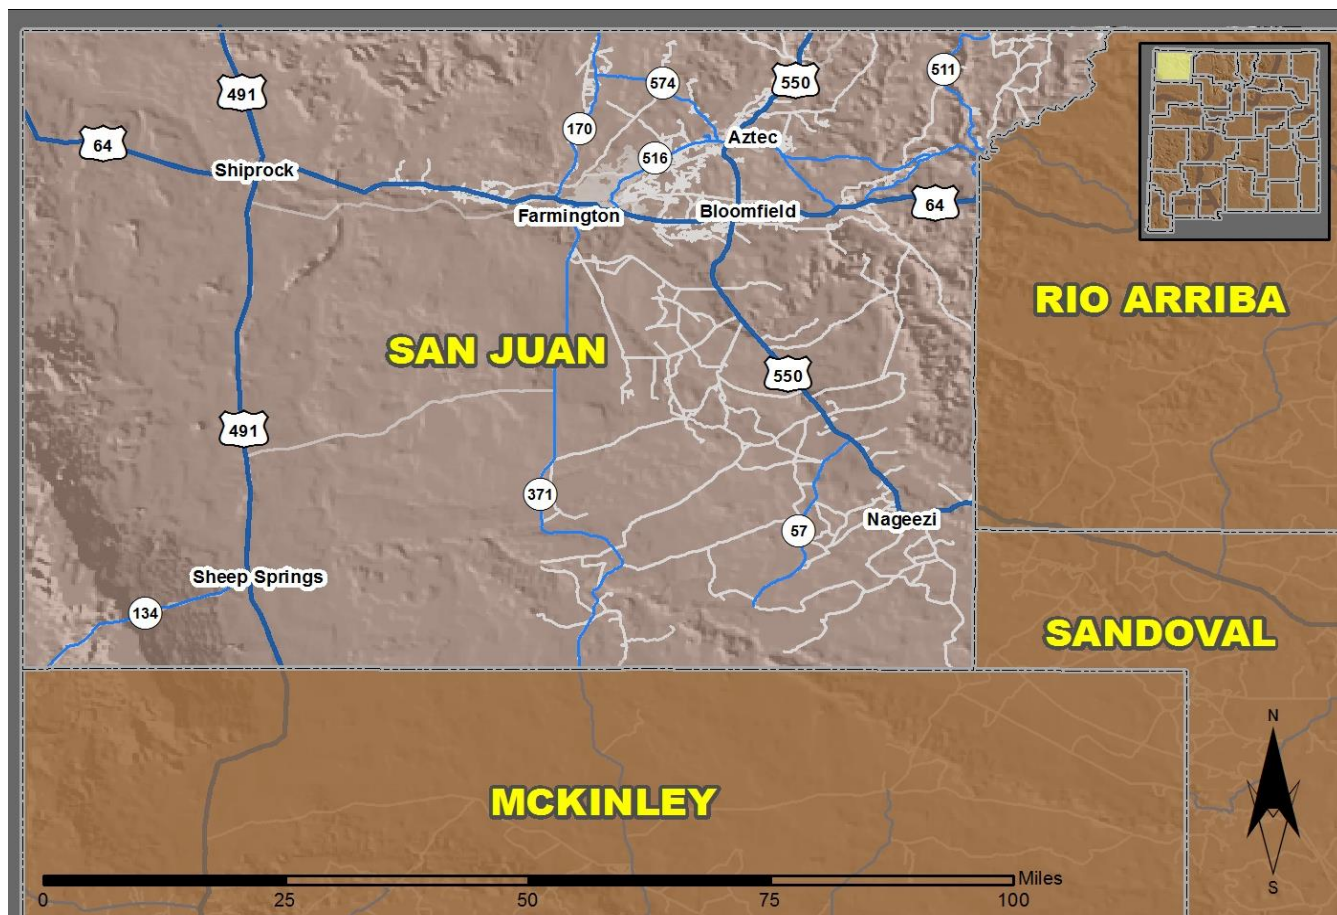 491
550
511
574
170
64
Aztec
516
Shiprock
64
Farmington
Bloomfield
RIO ARRIBA
SAN JUAN
550
491
371
Nageezi
57
Sheep Springs
134
SANDOVAL
N
MCKINLEY
Miles
S
0 25 50 75 100